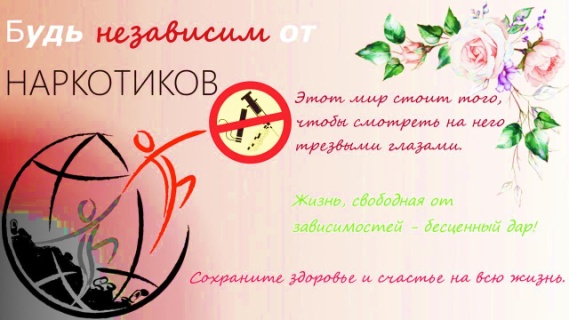 Будь независим от
НАРКОТИКОВ
Этот мир стоит того,
чтобы смотреть на него
трезвыми глазами.
Жизнь, свободная от
зависимостей - бесценный дар!
Сохраните здоровье и счастье на всю жизнь.